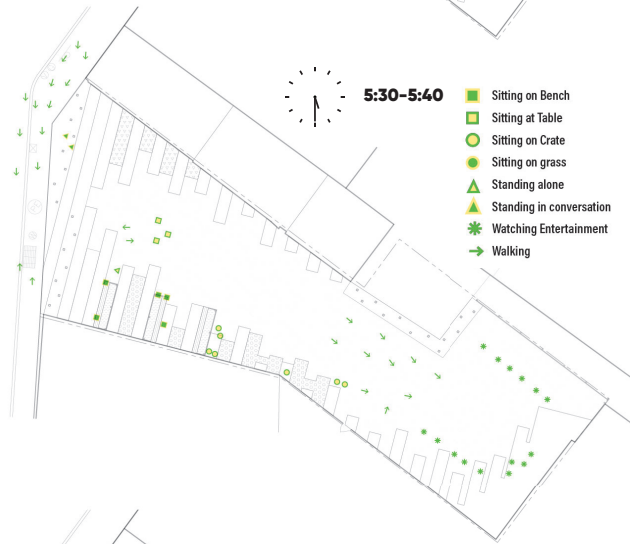 5:30-5:40
Sitting on Bench
Sitting at Table
Sitting on Crate
Sitting on grass
Standing alone
Standing in conversation
Watching Entertainment
Walking